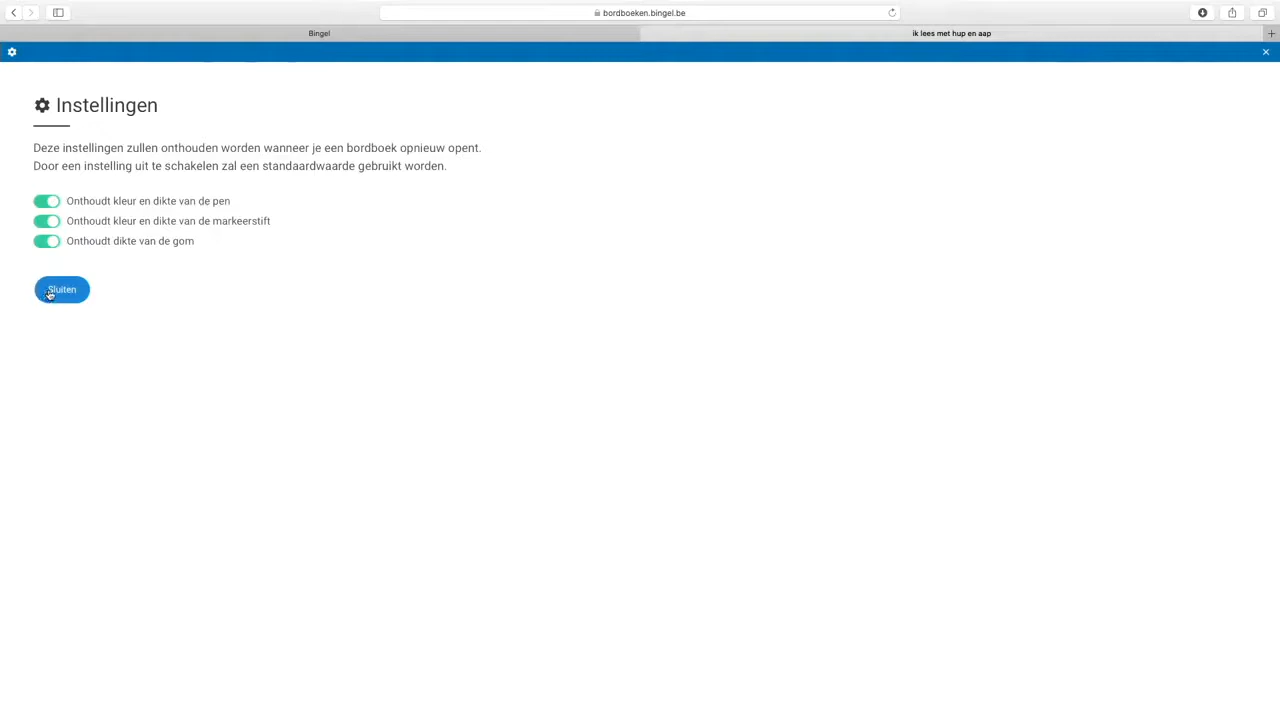 bordboeken.bingel.be
Bingel
ik lees met hup en aap
Instellingen
Deze instellingen zullen onthouden worden wanneer je een bordboek opnieuw opent.
Door een instelling uit te schakelen zal een standaardwaarde gebruikt worden.
Onthoudt kleur en dikte van de pen
Onthoudt kleur en dikte van de markeerstift
Onthoudt dikte van de gom
Sluiten